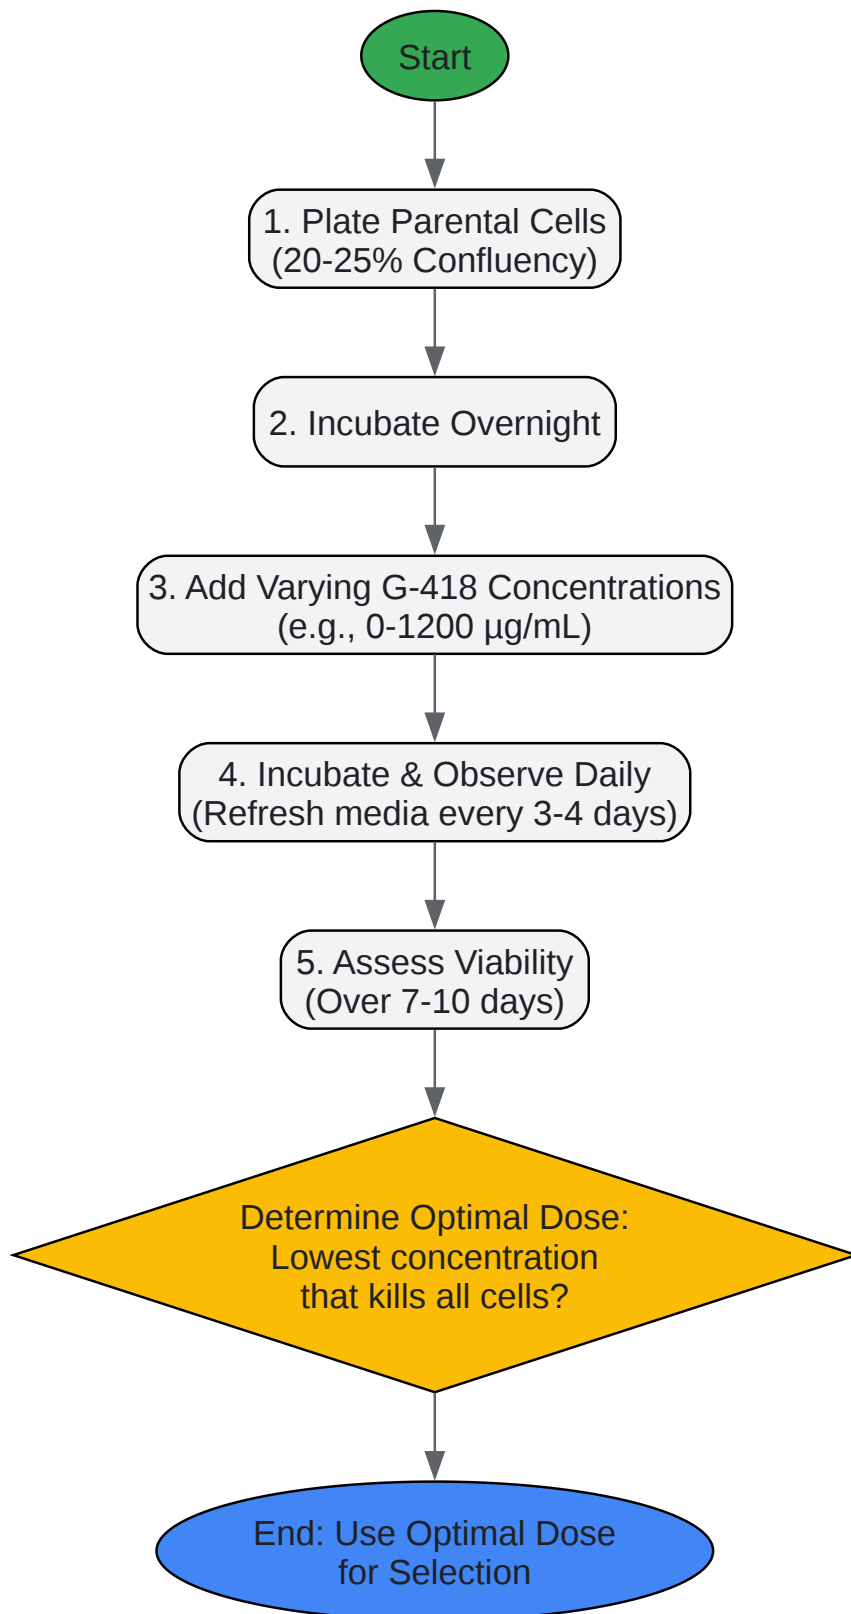 Start
1. Plate Parental Cells
(20-25% Confluency)
2. Incubate Overnight
3. Add Varying G-418 Concentrations
(e.g., 0-1200 µg/mL)
4. Incubate & Observe Daily
(Refresh media every 3-4 days)
5. Assess Viability
(Over 7-10 days)
Determine Optimal Dose:
Lowest concentration
that kills all cells?
End: Use Optimal Dose
for Selection